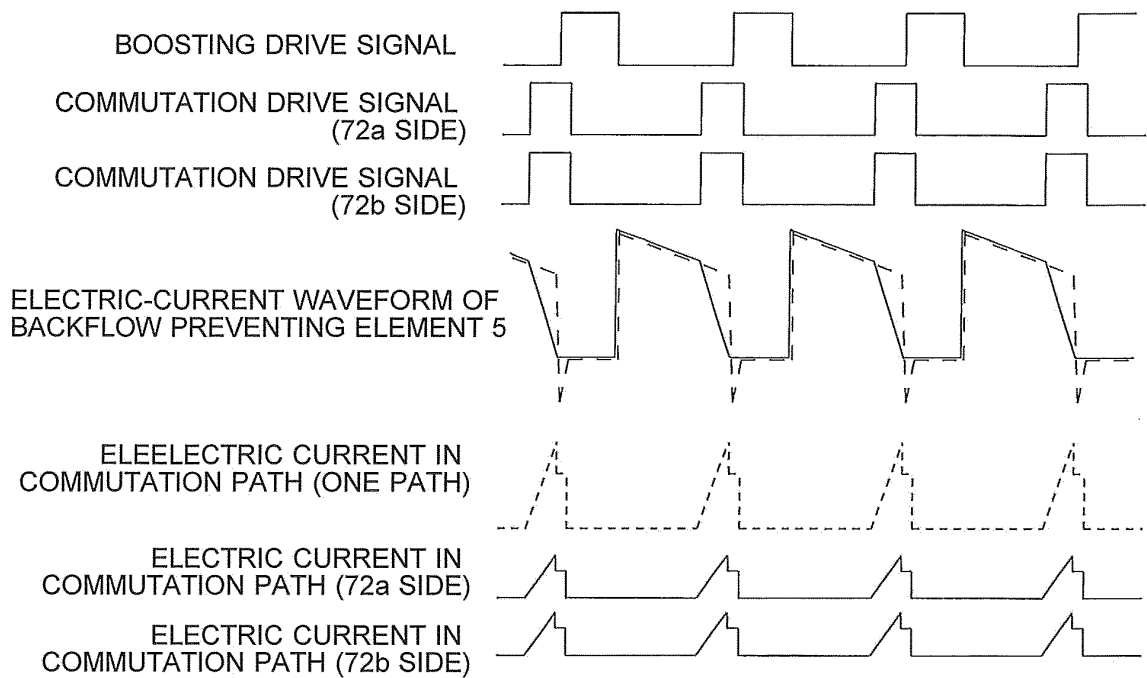 BOOSTING DRIVE SIGNAL
COMMUTATION DRIVE SIGNAL
(72a SIDE)
COMMUTATION DRIVE SIGNAL
(72b SIDE)
ELECTRIC-CURRENT WAVEFORM OF
BACKFLOW PREVENTING ELEMENT 5
ELEELECTRIC CURRENT IN
COMMUTATION PATH (ONE PATH)
ELECTRIC CURRENT IN
COMMUTATION PATH (72a SIDE)
ELECTRIC CURRENT IN
COMMUTATION PATH (72b SIDE)